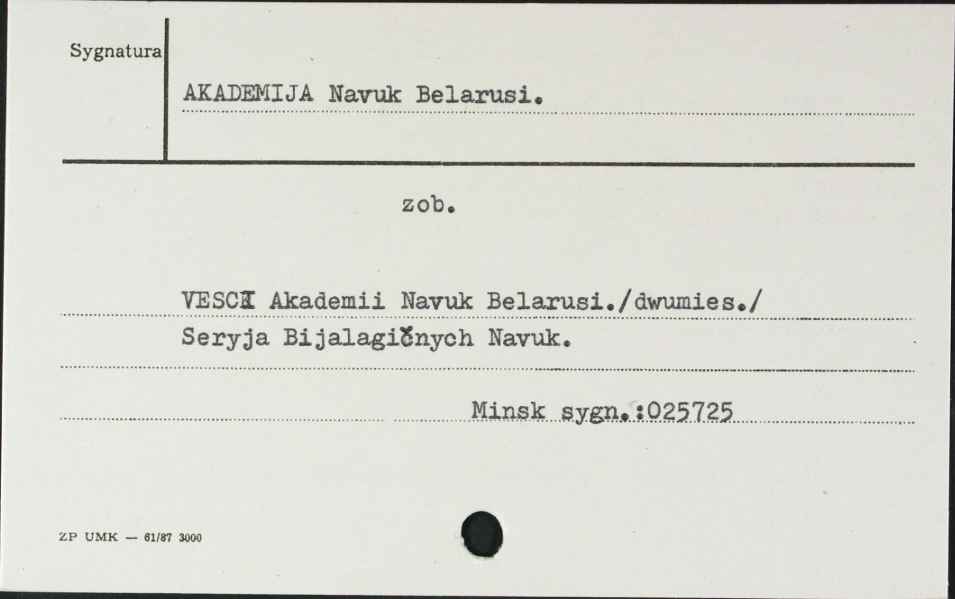 Sygnatura
AKADEMIJA Navuk Belarusi.
zob.
VESCI Akademii Navuk Belarusi./dwumies./
Seryja Bijalagičnych Navuk.
Minsk sygn.:025725
ZP UMK — 61/87 3000